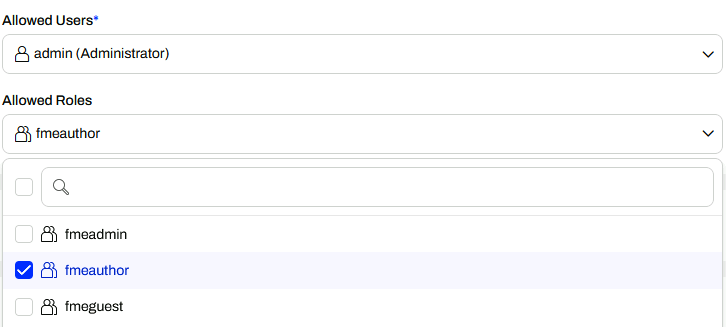 Allowed Users*
admin (Administrator)
Allowed Roles
fmeauthor
fmeadmin
fmeauthor
fmeguest